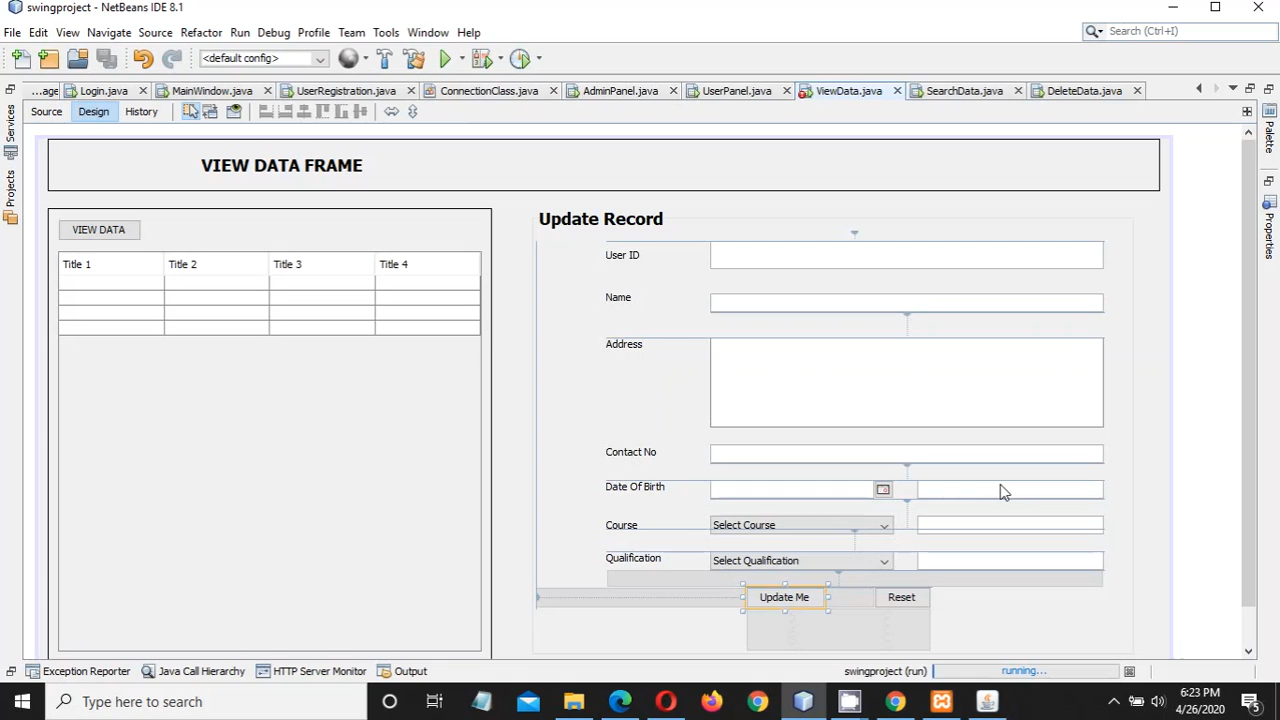 swingproject - NetBeans IDE 8.1
File Edit View Navigate Source Refactor Run Debug Profile Team Tools Window Help
Search (Ctrl+I)
<default config>
...age Login.java MainWindow.java UserRegistration.java ConnectionClass.java AdminPanel.java UserPanel.java ViewData.java SearchData.java DeleteData.java
Source Design History
Services
Projects
Palette
Properties
VIEW DATA FRAME
VIEW DATA
Title 1 Title 2 Title 3 Title 4
Update Record
User ID
Name
Address
Contact No
Date Of Birth
Course Select Course
Qualification Select Qualification
Update Me Reset
Exception Reporter Java Call Hierarchy HTTP Server Monitor Output
swingproject (run) running...
Type here to search
6:23 PM
4/26/2020
5